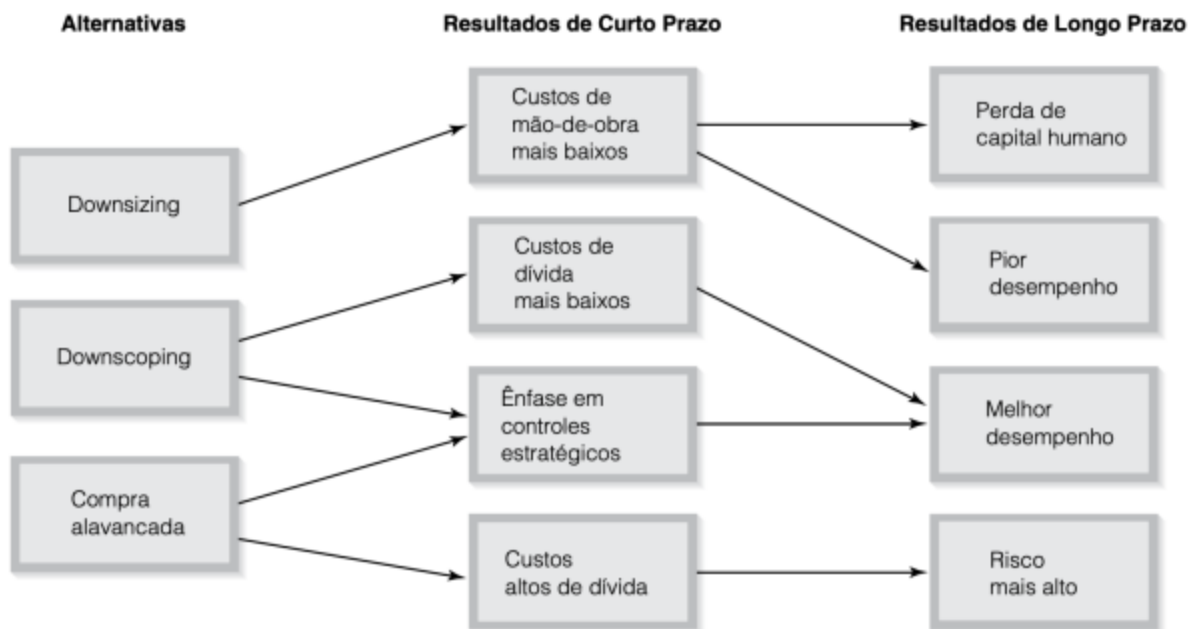 Alternativas
Resultados de Curto Prazo
Resultados de Longo Prazo
Downsizing
Downscoping
Compra
alavancada
Custos de
mão-de-obra
mais baixos
Custos de
dívida
mais baixos
Ênfase em
controles
estratégicos
Custos
altos de dívida
Perda de
capital humano
Pior
desempenho
Melhor
desempenho
Risco
mais alto